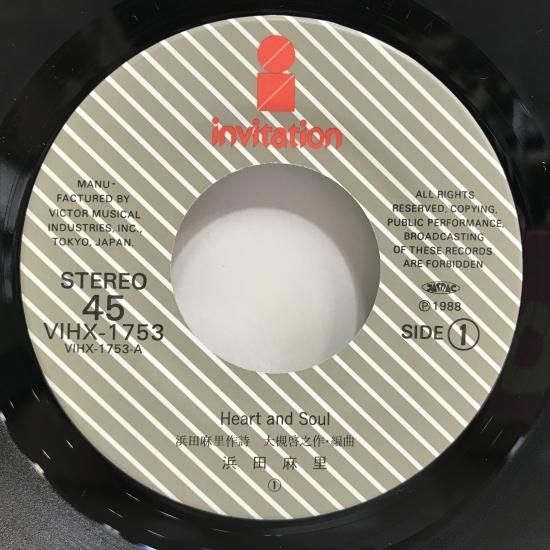 invitation
MANU-
FACTURED BY
VICTOR MUSICAL
INDUSTRIES, INC.,
TOKYO, JAPAN.
STEREO
45
VIHX-1753
VIHX-1753-A
ALL RIGHTS
RESERVED, COPYING,
PUBLIC PERFORMANCE,
BROADCASTING
OF THESE RECORDS
ARE FORBIDDEN
JASRAC
Ⓟ1988
SIDE ①
Heart and Soul
浜田麻里作詩 大槻啓之作・編曲
浜田麻里
①